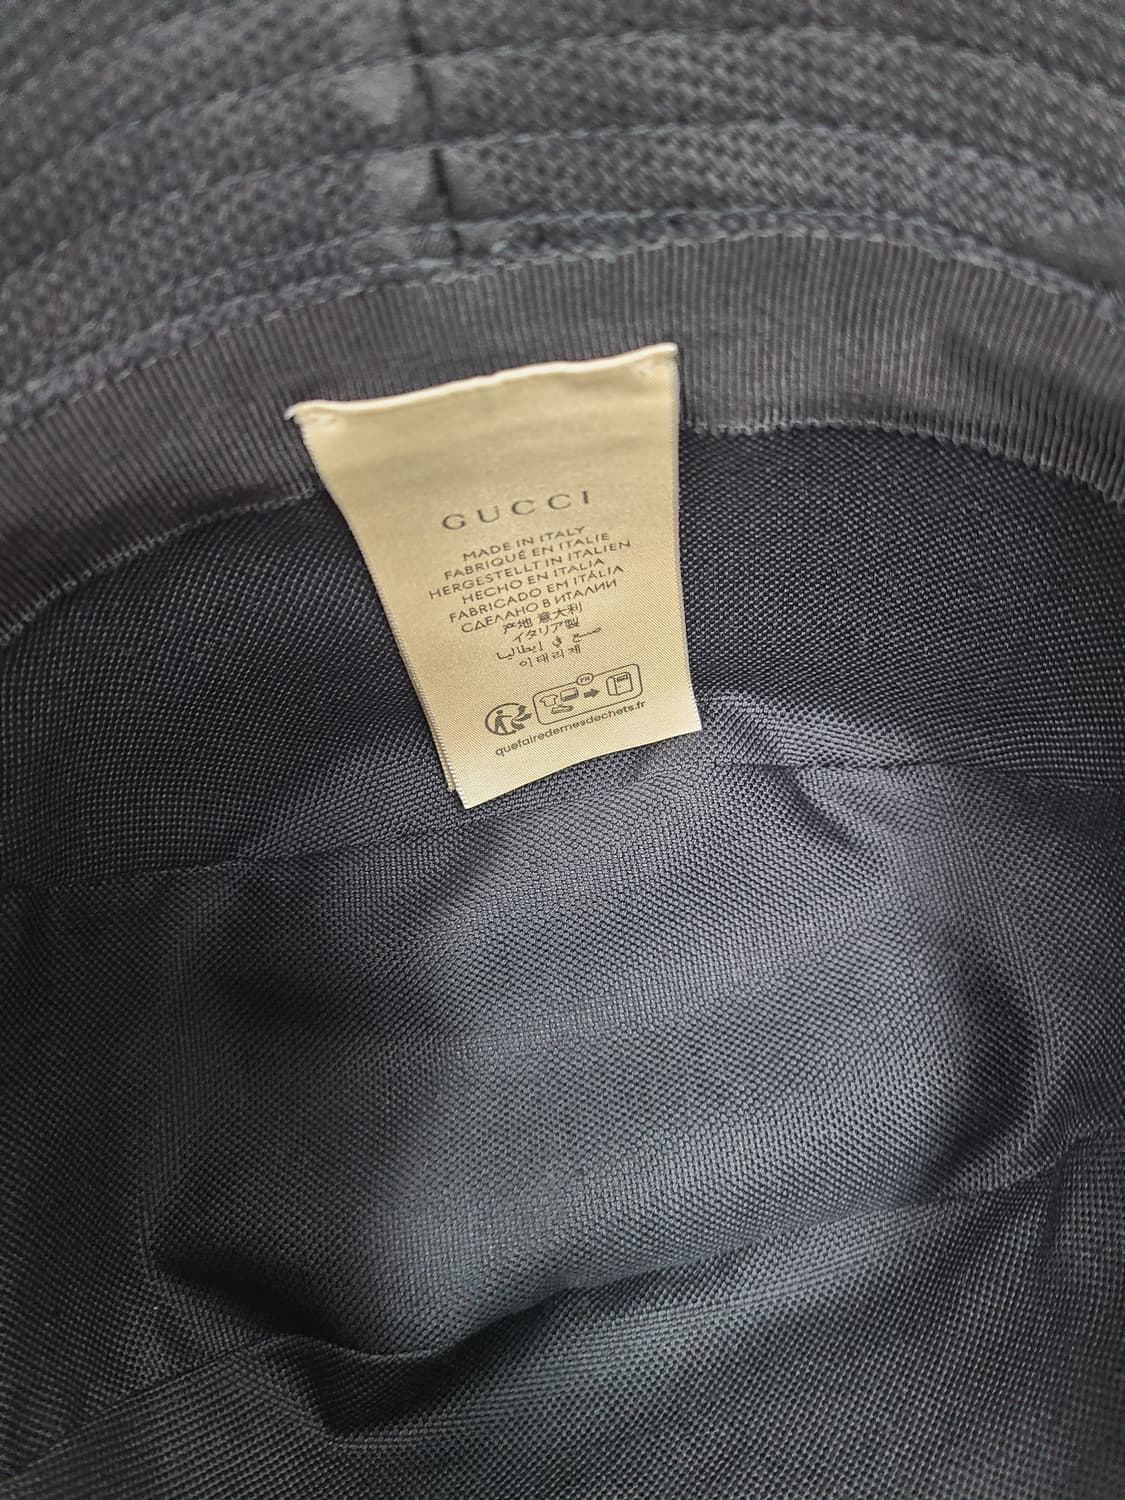 GUCCI
MADE IN ITALY
FABRIQUÉ EN ITALIE
HERGESTELLT IN ITALIEN
HECHO EN ITALIA
FABRICADO EM ITÁLIA
СДЕЛАНО В ИТАЛИИ
产地 意大利
イタリア製
صنع في إيطاليا
이태리제
FR
quefairedemesdechets.fr